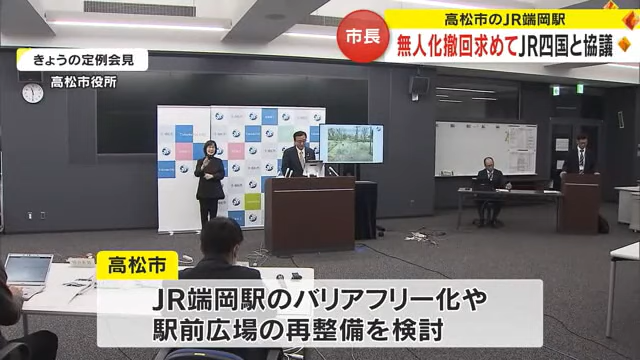 きょうの定例会見
高松市役所
高松市のJR端岡駅
市長
無人化撤回求めてJR四国と協議
高松市
JR端岡駅のバリアフリー化や
駅前広場の再整備を検討